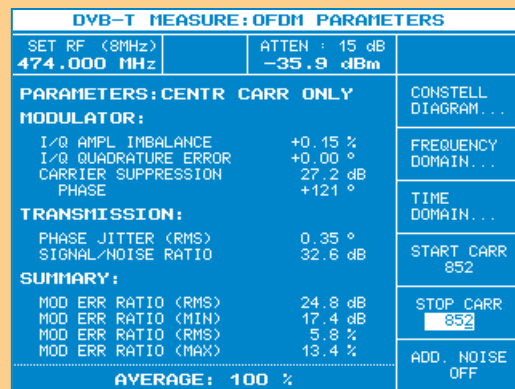 DVB-T MEASURE:OFDM PARAMETERS
SET RF (8MHz)
474.000 MHz
ATTEN : 15 dB
-35.9 dBm
PARAMETERS:CENTR CARR ONLY
MODULATOR:
I/Q AMPL IMBALANCE +0.15 %
I/Q QUADRATURE ERROR +0.00 °
CARRIER SUPPRESSION 27.2 dB
PHASE +121 °
TRANSMISSION:
PHASE JITTER (RMS) 0.35 °
SIGNAL/NOISE RATIO 32.6 dB
SUMMARY:
MOD ERR RATIO (RMS) 24.8 dB
MOD ERR RATIO (MIN) 17.4 dB
MOD ERR RATIO (RMS) 5.8 %
MOD ERR RATIO (MAX) 13.4 %
AVERAGE: 100 %
CONSTELL
DIAGRAM...
FREQUENCY
DOMAIN...
TIME
DOMAIN...
START CARR
852
STOP CARR
852
ADD. NOISE
OFF